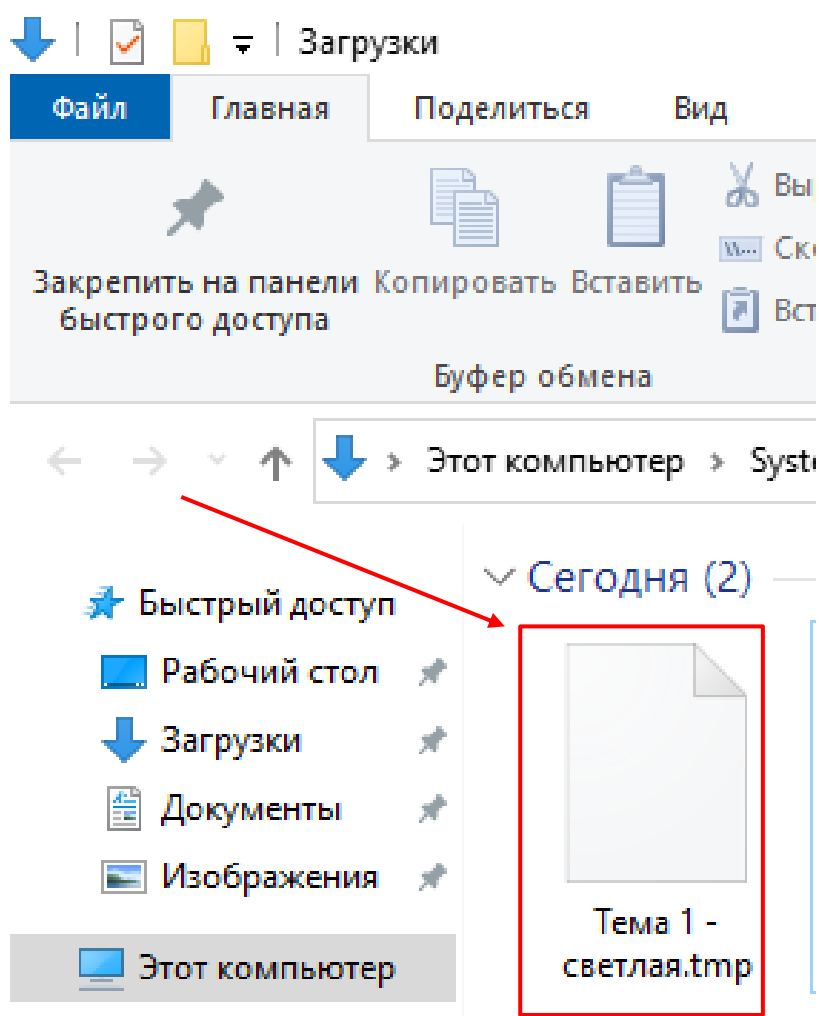 Загрузки
Файл Главная Поделиться Вид
Закрепить на панели
быстрого доступа
Копировать
Вставить
Буфер обмена
Этот компьютер
Сегодня (2)
Быстрый доступ
Рабочий стол
Загрузки
Документы
Изображения
Этот компьютер
Тема 1 -
светлая.tmp